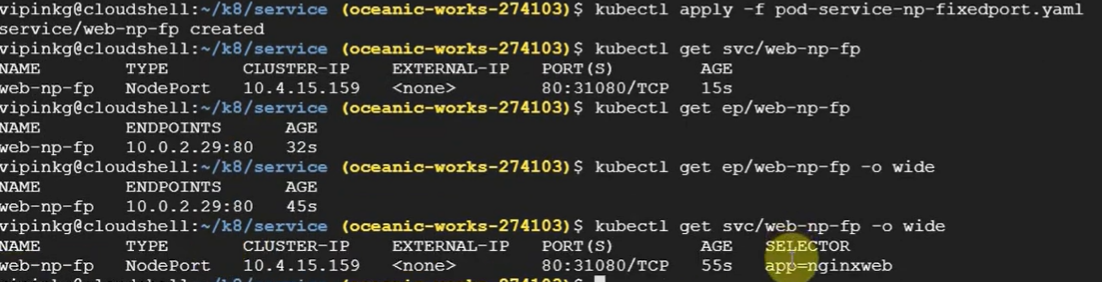 vipinkg@cloudshell:~/k8/service (oceanic-works-274103)$ kubectl apply -f pod-service-np-fixedport.yaml
service/web-np-fp created
vipinkg@cloudshell:~/k8/service (oceanic-works-274103)$ kubectl get svc/web-np-fp
NAME TYPE CLUSTER-IP EXTERNAL-IP PORT(S) AGE
web-np-fp NodePort 10.4.15.159 <none> 80:31080/TCP 15s
vipinkg@cloudshell:~/k8/service (oceanic-works-274103)$ kubectl get ep/web-np-fp
NAME ENDPOINTS AGE
web-np-fp 10.0.2.29:80 32s
vipinkg@cloudshell:~/k8/service (oceanic-works-274103)$ kubectl get ep/web-np-fp -o wide
NAME ENDPOINTS AGE
web-np-fp 10.0.2.29:80 45s
vipinkg@cloudshell:~/k8/service (oceanic-works-274103)$ kubectl get svc/web-np-fp -o wide
NAME TYPE CLUSTER-IP EXTERNAL-IP PORT(S) AGE SELECTOR
web-np-fp NodePort 10.4.15.159 <none> 80:31080/TCP 55s app=nginxweb
vipinkg@cloudshell:~/k8/service (oceanic-works-274103)$